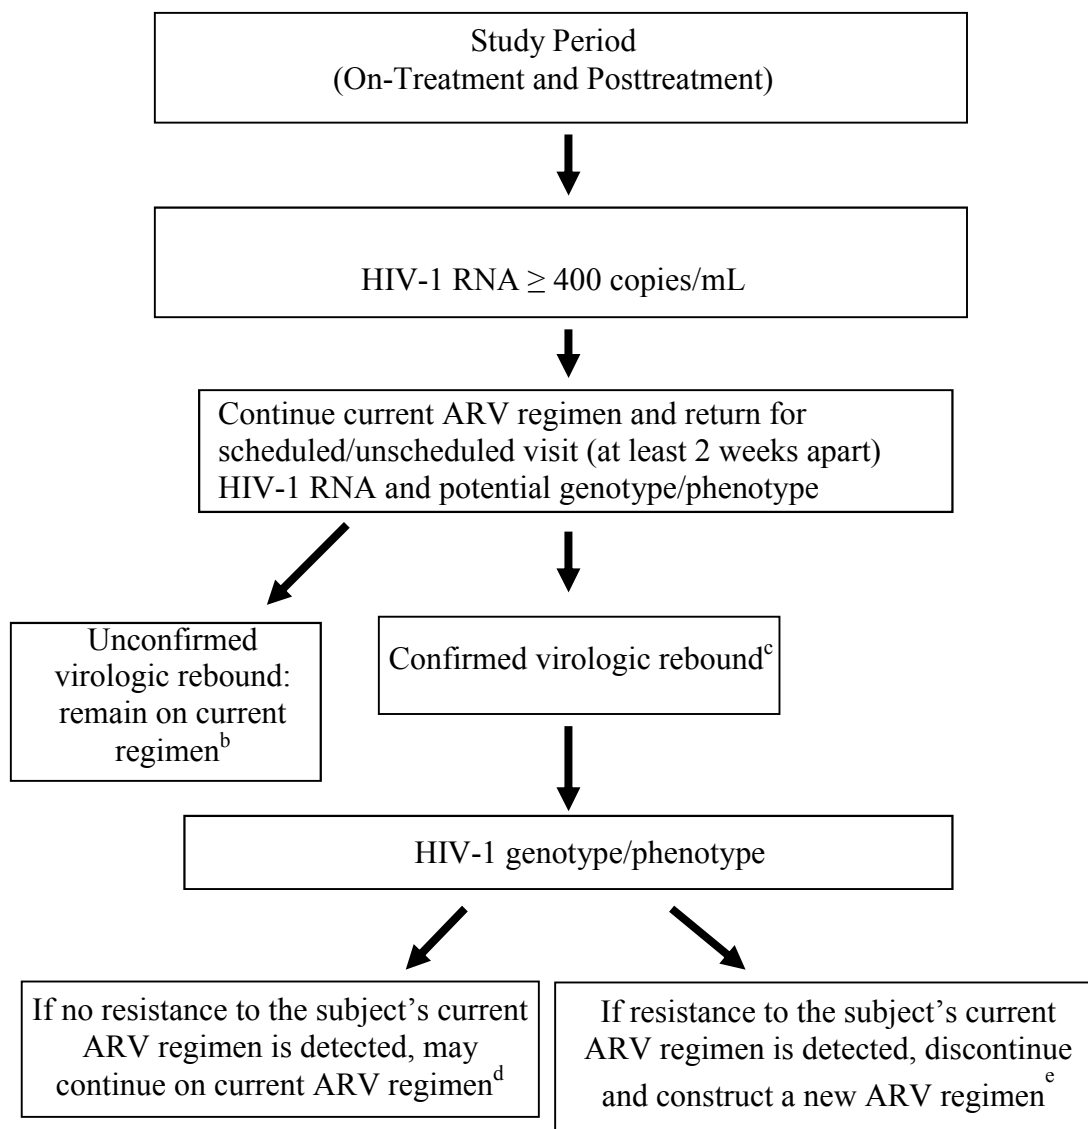 Study Period
(On-Treatment and Posttreatment)
HIV-1 RNA ≥ 400 copies/mL
Continue current ARV regimen and return for
scheduled/unscheduled visit (at least 2 weeks apart)
HIV-1 RNA and potential genotype/phenotype
Unconfirmed
virologic rebound:
remain on current
regimen^b
Confirmed virologic rebound^c
HIV-1 genotype/phenotype
If no resistance to the subject’s current
ARV regimen is detected, may
continue on current ARV regimen^d
If resistance to the subject’s current
ARV regimen is detected, discontinue
and construct a new ARV regimen^e